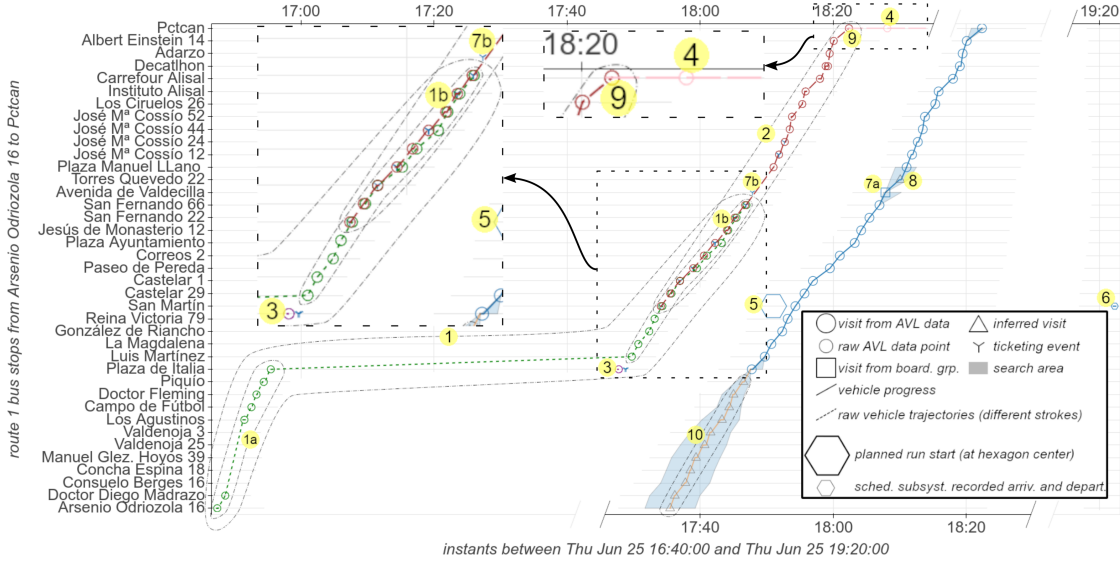 17:00
17:20
17:40
18:00
18:20
19:20
route 1 bus stops from Arsenio Odriozola 16 to Pctcan
Pctcan
Albert Einstein 14
Adarzo
Decatlhon
Carrefour Alisal
Instituto Alisal
Los Ciruelos 26
José Mª Cossío 52
José Mª Cossío 44
José Mª Cossío 24
José Mª Cossío 12
Plaza Manuel LLano
Torres Quevedo 22
Avenida de Valdecilla
San Fernando 66
San Fernando 22
Jesús de Monasterio 12
Plaza Ayuntamiento
Correos 2
Paseo de Pereda
Castelar 1
Castelar 29
San Martín
Reina Victoria 79
González de Riancho
La Magdalena
Luis Martínez
Plaza de Italia
Piquío
Doctor Fleming
Campo de Fútbol
Los Agustinos
Valdenoja 3
Valdenoja 25
Manuel Glez. Hoyos 39
Concha Espina 18
Consuelo Berges 16
Doctor Diego Madrazo
Arsenio Odriozola 16
7b
1b
5
3
18:20
4
9
4
9
2
7b
1b
7a
8
5
6
1
3
1a
10
visit from AVL data
inferred visit
raw AVL data point
ticketing event
visit from board. grp.
search area
vehicle progress
raw vehicle trajectories (different strokes)
planned run start (at hexagon center)
sched. subsyst. recorded arriv. and depart.
17:40
18:00
18:20
instants between Thu Jun 25 16:40:00 and Thu Jun 25 19:20:00